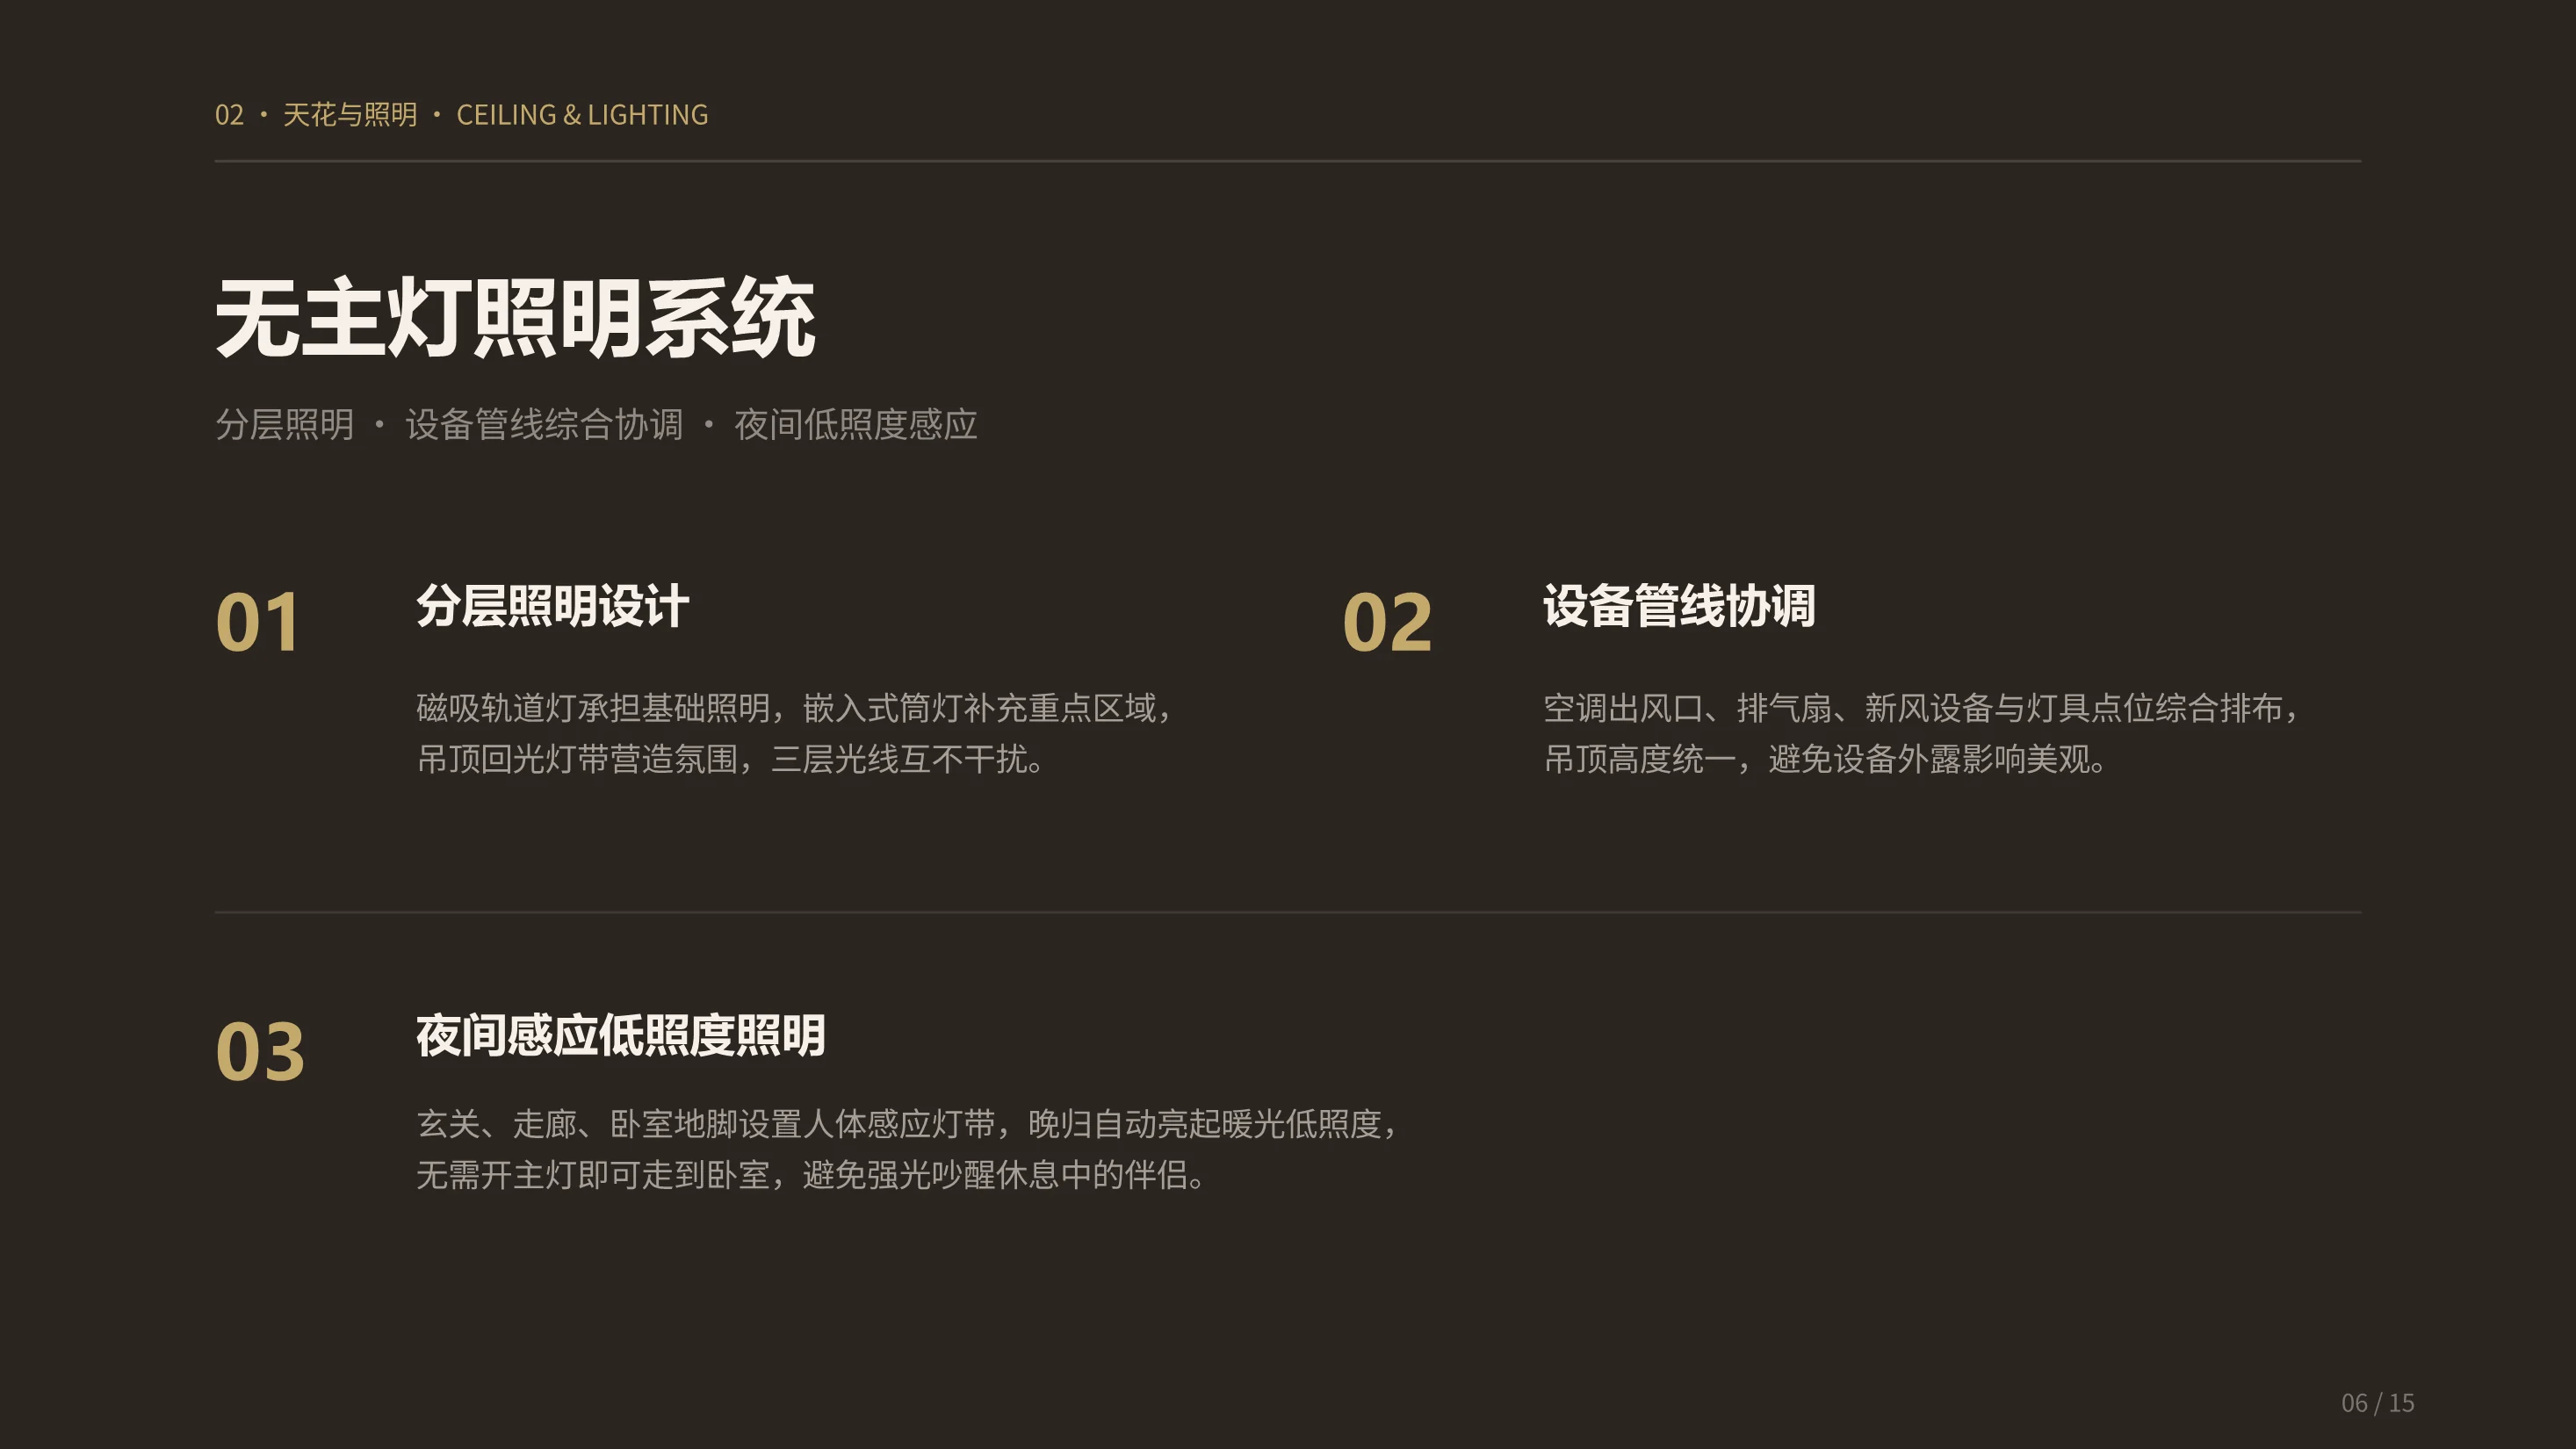 02 · 天花与照明 · CEILING & LIGHTING
无主灯照明系统
分层照明 · 设备管线综合协调 · 夜间低照度感应
01
分层照明设计
磁吸轨道灯承担基础照明，嵌入式筒灯补充重点区域，
吊顶回光灯带营造氛围，三层光线互不干扰。
02
设备管线协调
空调出风口、排气扇、新风设备与灯具点位综合排布，
吊顶高度统一，避免设备外露影响美观。
03
夜间感应低照度照明
玄关、走廊、卧室地脚设置人体感应灯带，晚归自动亮起暖光低照度，
无需开主灯即可走到卧室，避免强光吵醒休息中的伴侣。
06 / 15